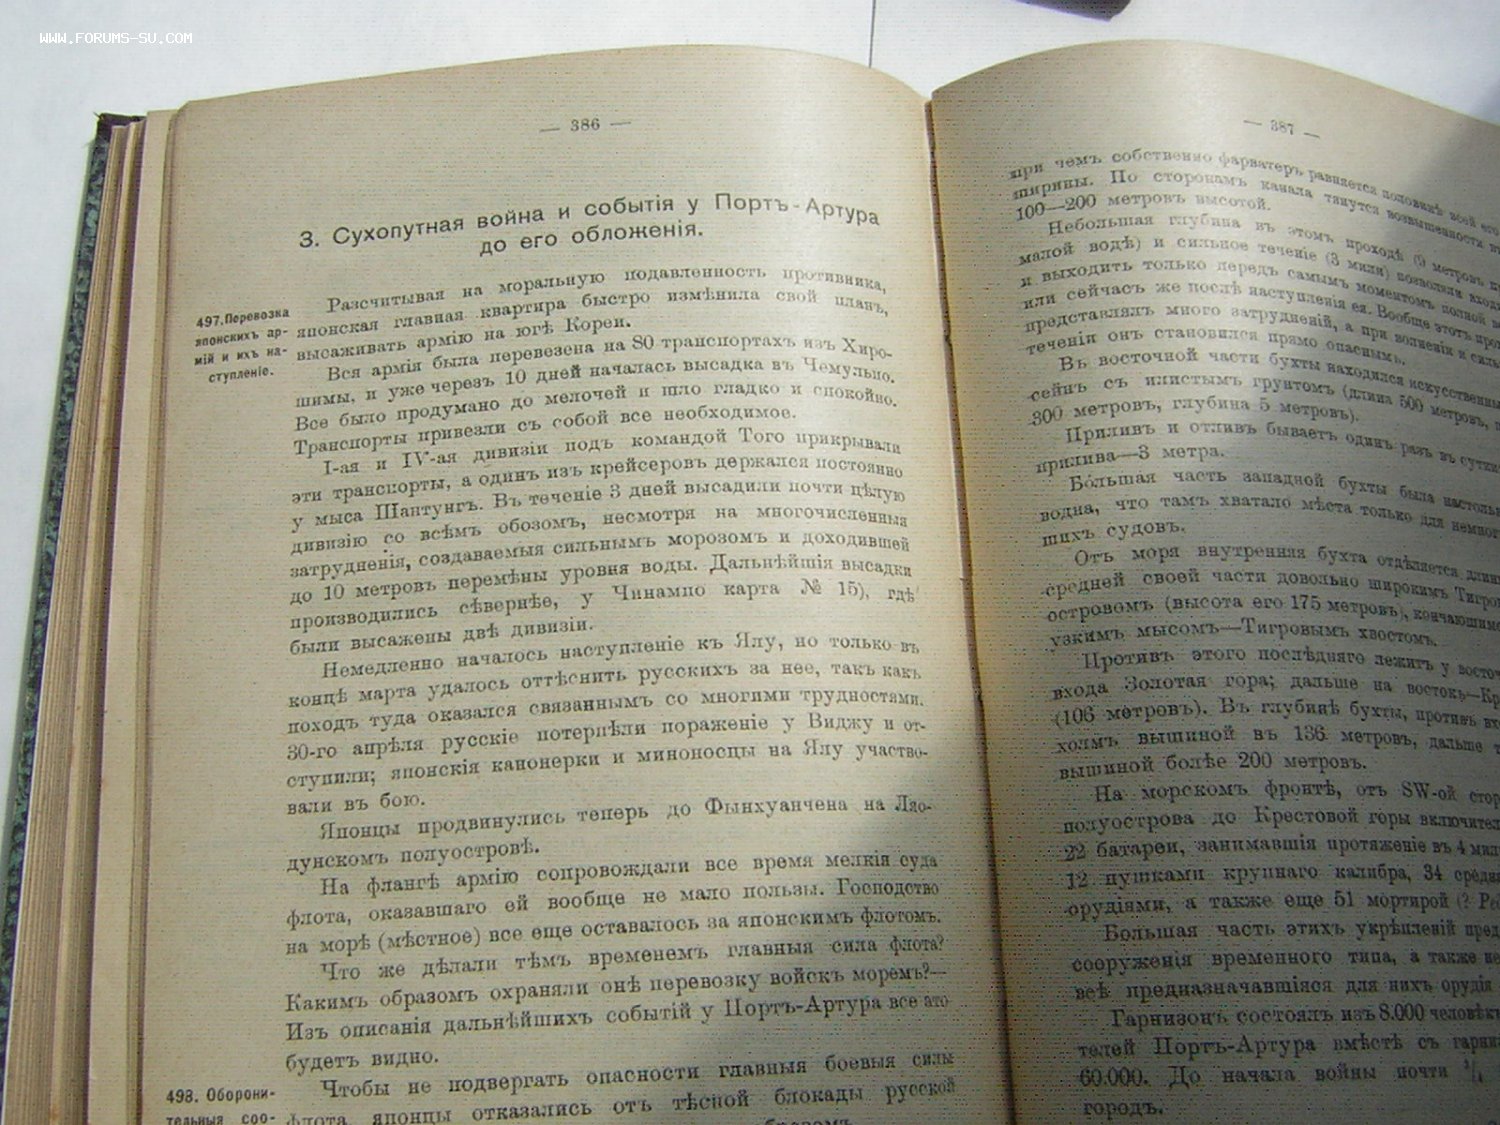 WWW.FORUMS-SU.COM
— 386 —
3. Сухопутная война и событія у Портъ-Артура
до его обложенія.
497. Перевозка
японскихъ ар-
мій и ихъ на-
ступленіе.
Разсчитывая на моральную подавленность противника,
японская главная квартира быстро измѣнила свой планъ,
высаживать армію на югѣ Кореи.
Вся армія была перевезена на 80 транспортахъ изъ Хиро-
шимы, и уже черезъ 10 дней началась высадка въ Чемульпо.
Все было продумано до мелочей и шло гладко и спокойно.
Транспорты привезли съ собой все необходимое.
I-ая и IV-ая дивизіи подъ командой Того прикрывали
эти транспорты, а одинъ изъ крейсеровъ держался постоянно
у мыса Шантунгъ. Въ теченіе 3 дней высадили почти цѣлую
дивизію со всѣмъ обозомъ, несмотря на многочисленныя
затрудненія, создаваемыя сильнымъ морозомъ и доходившей
до 10 метровъ перемѣны уровня воды. Дальнѣйшія высадки
производились сѣвернѣе, у Чинампо карта № 15), гдѣ
были высажены двѣ дивизіи.
Немедленно началось наступленіе къ Ялу, но только въ
концѣ марта удалось оттѣснить русскихъ за нее, такъ какъ
походъ туда оказался связаннымъ со многими трудностями.
30-го апрѣля русскіе потерпѣли пораженіе у Виджу и от-
ступили; японскія канонерки и миноносцы на Ялу участво-
вали въ бою.
Японцы продвинулись теперь до Фынхуанчена на Ляо-
дунскомъ полуостровѣ.
На флангѣ армію сопровождали все время мелкія суда
флота, оказавшаго ей вообще не мало пользы. Господство
на морѣ (мѣстное) все еще оставалось за японскимъ флотомъ.
Что же дѣлали тѣмъ временемъ главныя сила флота?
Какимъ образомъ охраняли онѣ перевозку войскъ моремъ?—
Изъ описанія дальнѣйшихъ событій у Портъ-Артура все это
будетъ видно.
498. Оборони-
тельныя соо-
Чтобы не подвергать опасности главныя боевыя силы
флота, японцы отказались отъ тѣсной блокады русской
— 387 —
при чемъ собственно фарватеръ равняется половинѣ всей его
ширины. По сторонамъ канала тянутся возвышенности въ
100—200 метровъ высотой.
Небольшая глубина въ этомъ проходѣ (9 метровъ
малой водѣ) и сильное теченіе (3 мили) позволяли
и выходить только передъ самымъ моментомъ полной
или сейчасъ же послѣ наступленія ея. Вообще этотъ
представлялъ много затрудненій, а при волненіи и
теченіи онъ становился прямо опаснымъ.
Въ восточной части бухты находился искусственный
сейнъ съ илистымъ грунтомъ (длина 500 метровъ,
300 метровъ, глубина 5 метровъ).
Приливъ и отливъ бываетъ одинъ разъ въ сутки
прилива—3 метра.
Большая часть западной бухты была настоль
водна, что тамъ хватало мѣста только для немног
шихъ судовъ.
Отъ моря внутренняя бухта отдѣляется
средней своей части довольно широкимъ Тигро
островомъ (высота его 175 метровъ), кончающимс
узкимъ мысомъ—Тигровымъ хвостомъ.
Противъ этого послѣдняго лежитъ у восточ
входа Золотая гора; дальше на востокъ—Кр
(106 метровъ). Въ глубинѣ бухты, противъ вх
холмъ вышиной въ 136 метровъ, дальше
вышиной болѣе 200 метровъ.
На морскомъ фронтѣ, отъ SW-ой стор
полуострова до Крестовой горы включител
22 батареи, занимавшія протяженіе въ 4 мил
12 пушками крупнаго калибра, 34 средн
орудіями, а также еще 51 мортирой (?
Большая часть этихъ укрѣпленій пред
сооруженія временного типа, а также не
всѣ предназначавшіяся для нихъ орудія
Гарнизонъ состоялъ изъ 8.000 человѣк
телей Портъ-Артура вмѣстѣ съ гарни
60.000. До начала войны почти
городъ.